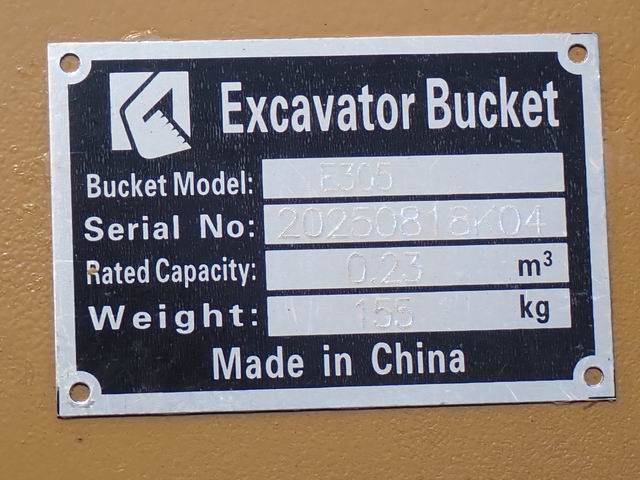 Excavator Bucket
Bucket Model: E305
Serial No: 20250818K04
Rated Capacity: 0.23 m³
Weight: 155 kg
Made in China